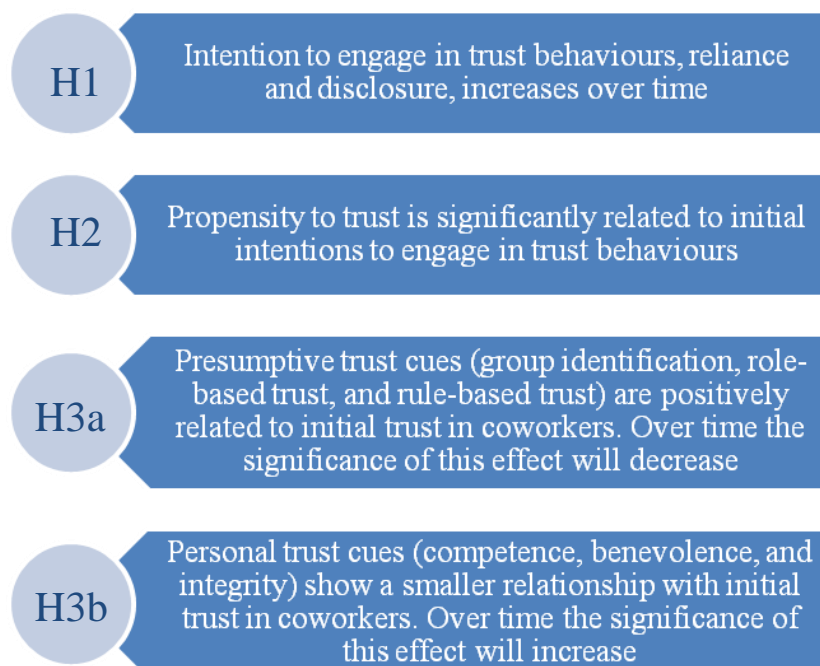 H1
Intention to engage in trust behaviours, reliance
and disclosure, increases over time
H2
Propensity to trust is significantly related to initial
intentions to engage in trust behaviours
H3a
Presumptive trust cues (group identification, role-
based trust, and rule-based trust) are positively
related to initial trust in coworkers. Over time the
significance of this effect will decrease
H3b
Personal trust cues (competence, benevolence, and
integrity) show a smaller relationship with initial
trust in coworkers. Over time the significance of
this effect will increase